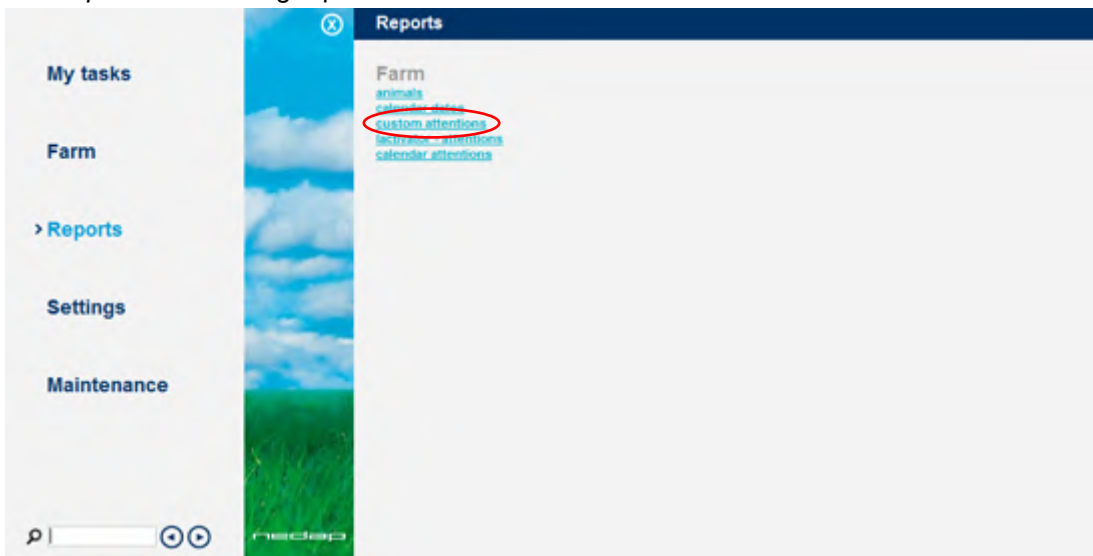 Reports
My tasks
Farm
Reports
Settings
Maintenance
Farm
animals
calendar dates
custom attentions
lactivator - attentions
calendar attentions
nedap